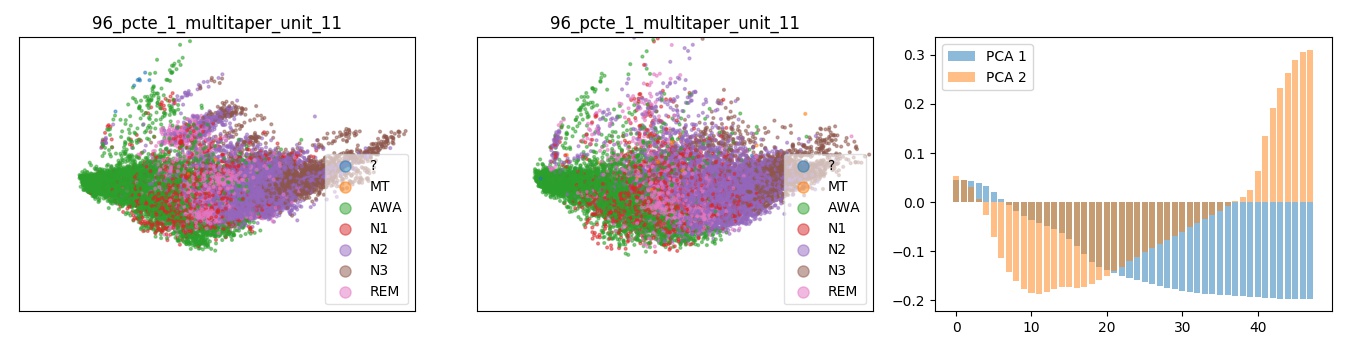 96_pcte_1_multitaper_unit_11
?
MT
AWA
N1
N2
N3
REM
96_pcte_1_multitaper_unit_11
?
MT
AWA
N1
N2
N3
REM
PCA 1
PCA 2
0.3
0.2
0.1
0.0
−0.1
−0.2
0 10 20 30 40